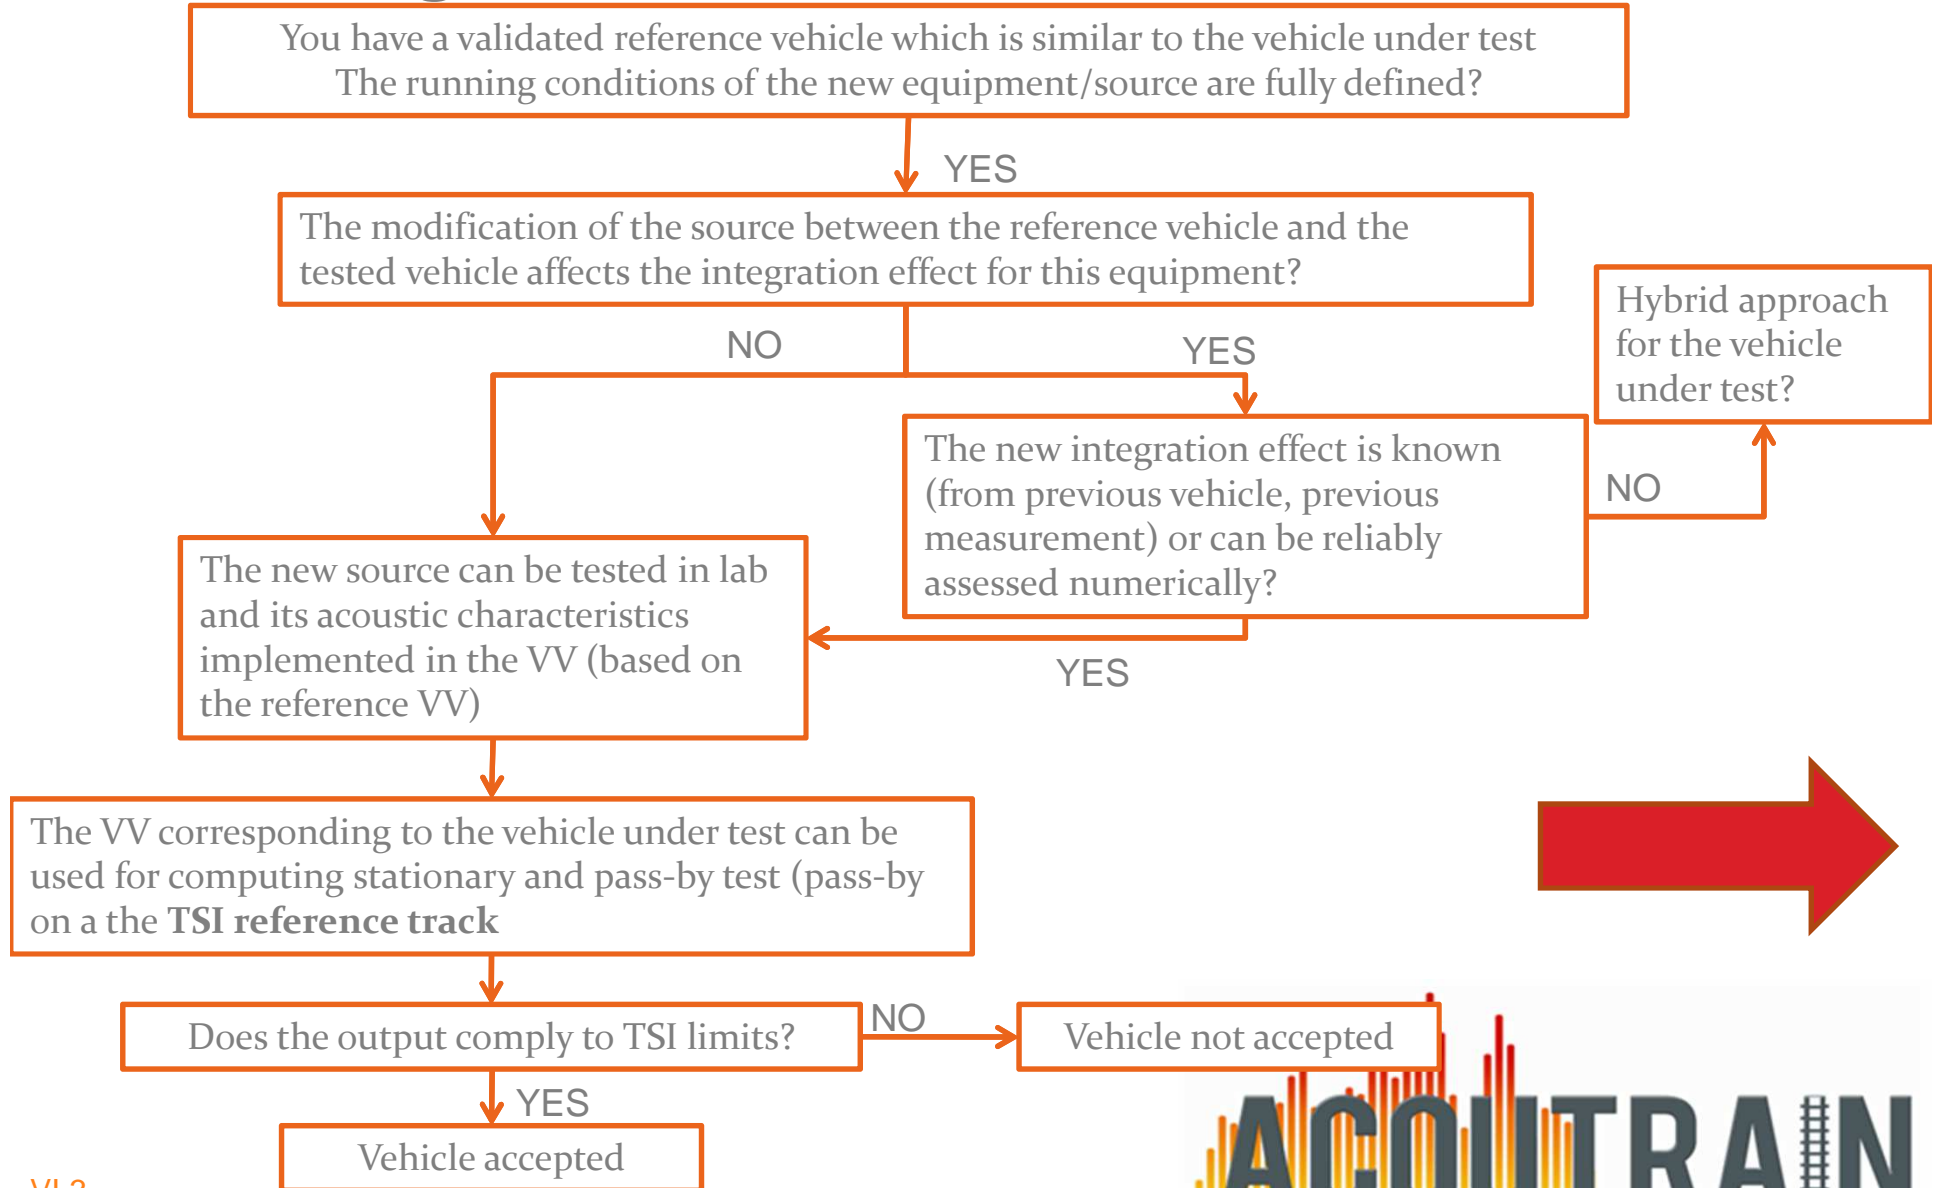 You have a validated reference vehicle which is similar to the vehicle under test
The running conditions of the new equipment/source are fully defined?
YES
The modification of the source between the reference vehicle and the
tested vehicle affects the integration effect for this equipment?
NO
YES
Hybrid approach
for the vehicle
under test?
The new integration effect is known
(from previous vehicle, previous
measurement) or can be reliably
assessed numerically?
NO
YES
The new source can be tested in lab
and its acoustic characteristics
implemented in the VV (based on
the reference VV)
The VV corresponding to the vehicle under test can be
used for computing stationary and pass-by test (pass-by
on a the TSI reference track
Does the output comply to TSI limits?
NO
Vehicle not accepted
YES
Vehicle accepted
ACOUTRAIN